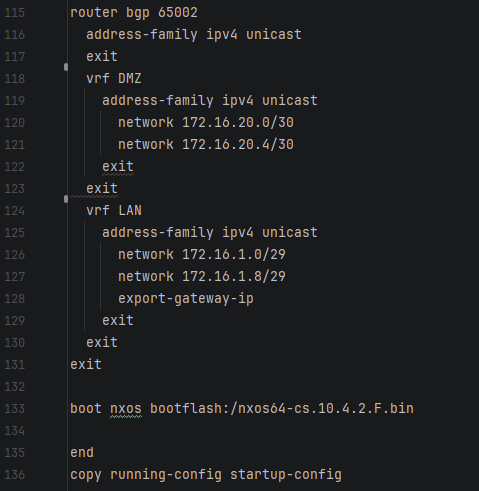 115 router bgp 65002
116   address-family ipv4 unicast
117   exit
118   vrf DMZ
119     address-family ipv4 unicast
120       network 172.16.20.0/30
121       network 172.16.20.4/30
122     exit
123   exit
124   vrf LAN
125     address-family ipv4 unicast
126       network 172.16.1.0/29
127       network 172.16.1.8/29
128       export-gateway-ip
129     exit
130   exit
131 exit
132
133 boot nxos bootflash:/nxos64-cs.10.4.2.F.bin
134
135 end
136 copy running-config startup-config